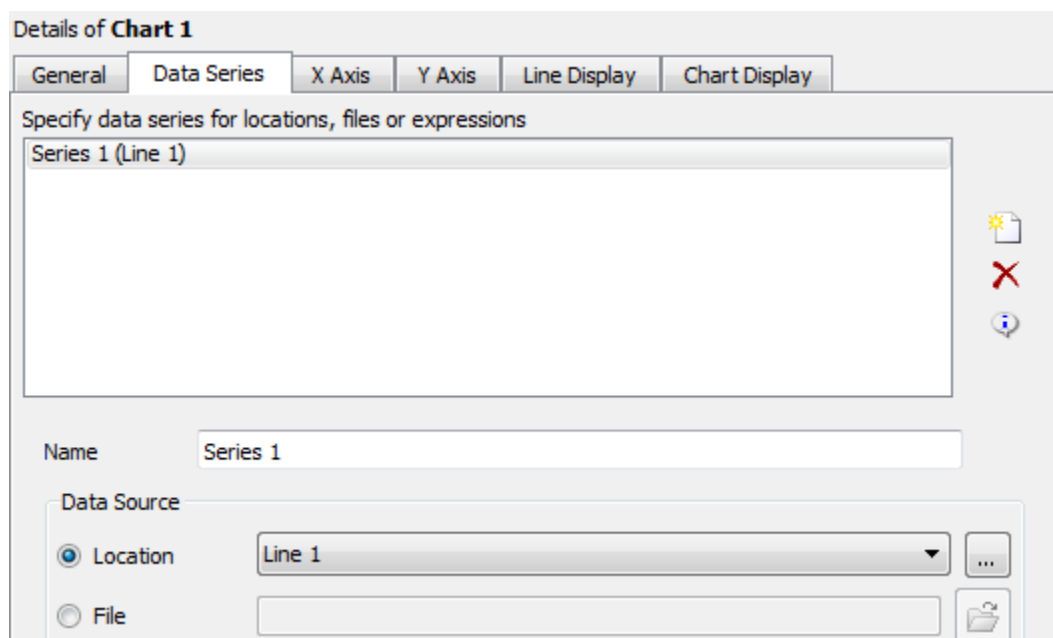 Details of Chart 1
General Data Series X Axis Y Axis Line Display Chart Display
Specify data series for locations, files or expressions
Series 1 (Line 1)
Name Series 1
Data Source
Location Line 1 ...
File